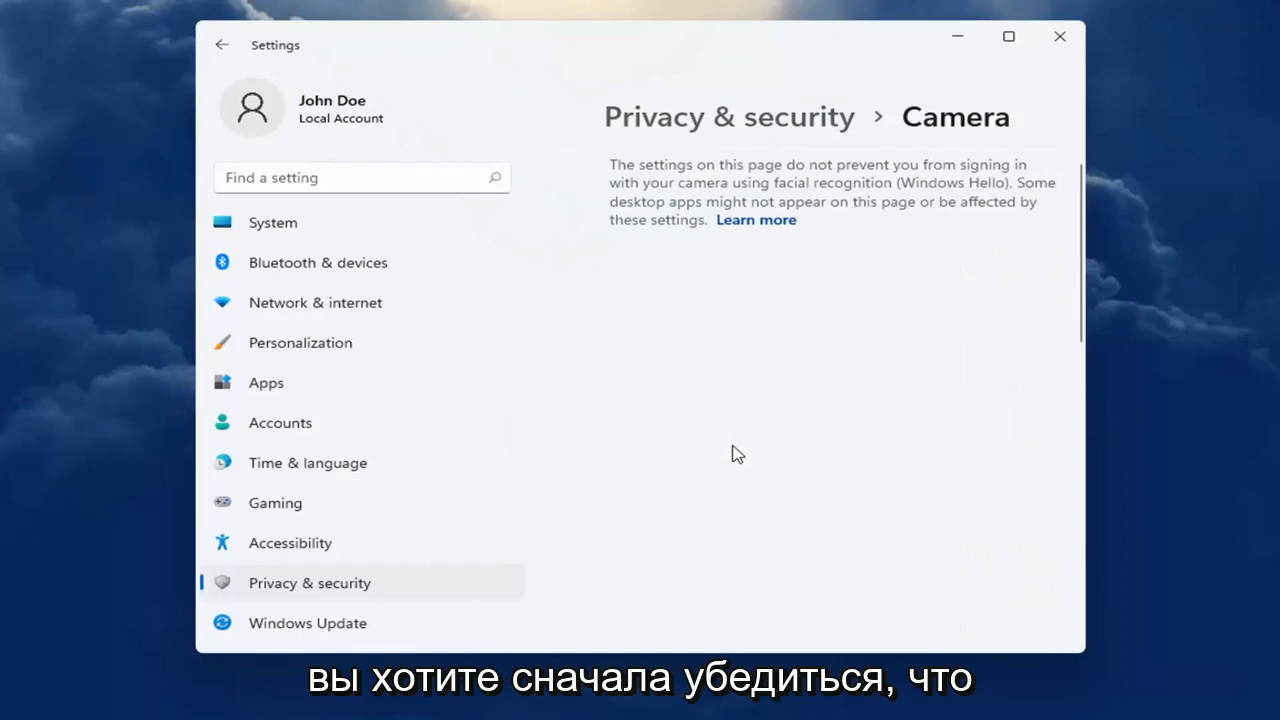 Settings
John Doe
Local Account
Find a setting
System
Bluetooth & devices
Network & internet
Personalization
Apps
Accounts
Time & language
Gaming
Accessibility
Privacy & security
Windows Update
Privacy & security > Camera
The settings on this page do not prevent you from signing in
with your camera using facial recognition (Windows Hello). Some
desktop apps might not appear on this page or be affected by
these settings. Learn more
вы хотите сначала убедиться, что